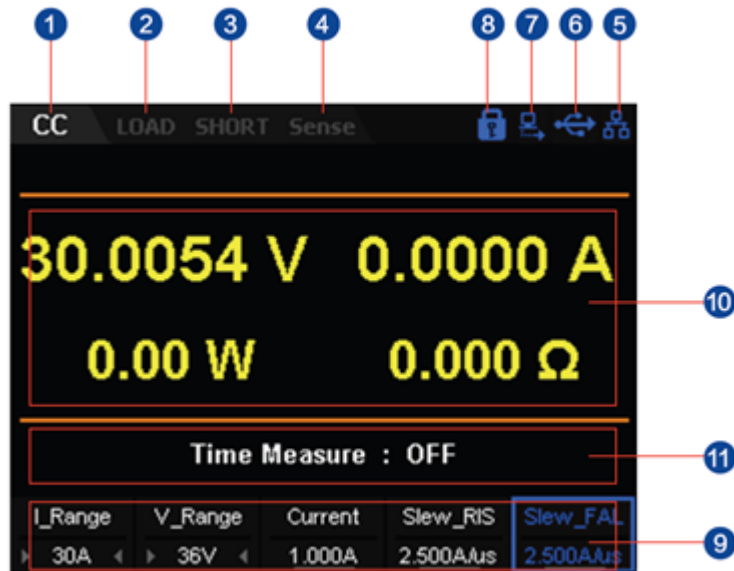 1 2 3 4 8 7 6 5
CC LOAD SHORT Sense
30.0054 V 0.0000 A
10
0.00 W 0.000 Ω
Time Measure : OFF
11
I_Range V_Range Current Slew_RIS Slew_FAL
9
30A 36V 1.000A 2.500A/us 2.500A/us